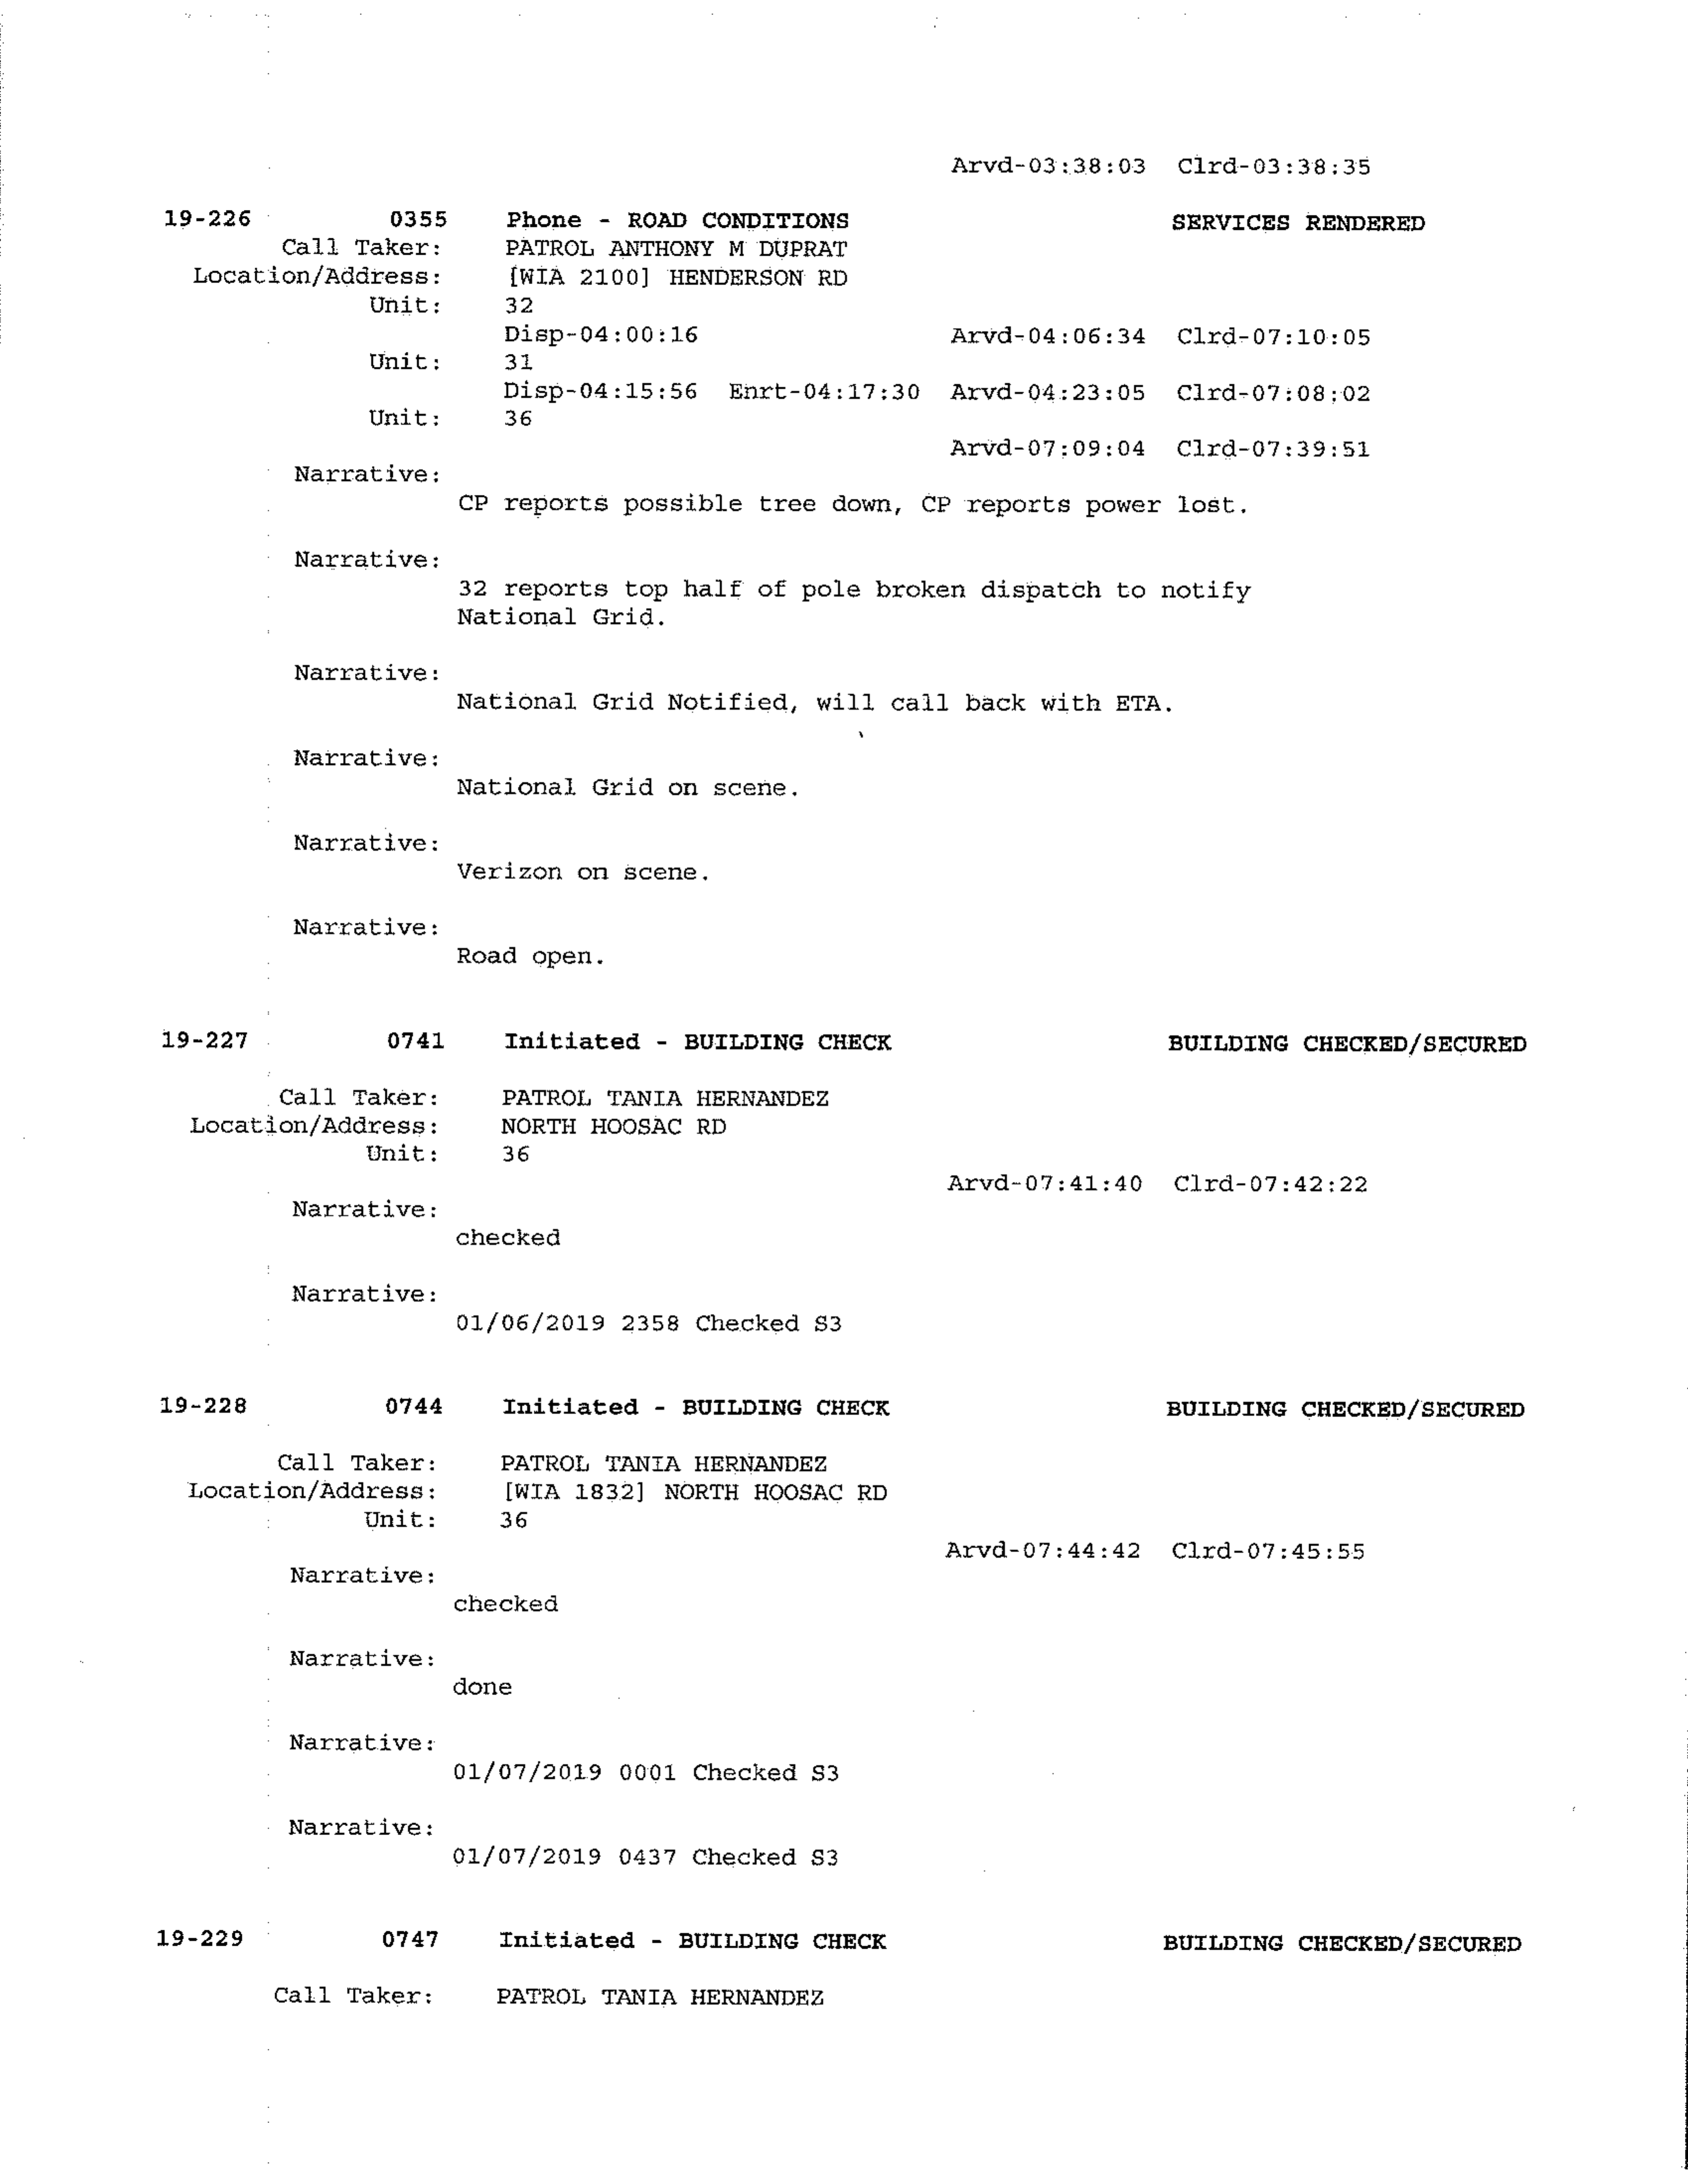 Arvd-03:38:03 Clrd-03:38:35
19-226 0355 Phone - ROAD CONDITIONS SERVICES RENDERED
Call Taker: PATROL ANTHONY M DUPRAT
Location/Address: [WIA 2100] HENDERSON RD
Unit: 32
Disp-04:00:16 Arvd-04:06:34 Clrd-07:10:05
Unit: 31
Disp-04:15:56 Enrt-04:17:30 Arvd-04:23:05 Clrd-07:08:02
Unit: 36
Arvd-07:09:04 Clrd-07:39:51
Narrative:
CP reports possible tree down, CP reports power lost.
Narrative:
32 reports top half of pole broken dispatch to notify
National Grid.
Narrative:
National Grid Notified, will call back with ETA.
Narrative:
National Grid on scene.
Narrative:
Verizon on scene.
Narrative:
Road open.
19-227 0741 Initiated - BUILDING CHECK BUILDING CHECKED/SECURED
Call Taker: PATROL TANIA HERNANDEZ
Location/Address: NORTH HOOSAC RD
Unit: 36
Arvd-07:41:40 Clrd-07:42:22
Narrative:
checked
Narrative:
01/06/2019 2358 Checked S3
19-228 0744 Initiated - BUILDING CHECK BUILDING CHECKED/SECURED
Call Taker: PATROL TANIA HERNANDEZ
Location/Address: [WIA 1832] NORTH HOOSAC RD
Unit: 36
Arvd-07:44:42 Clrd-07:45:55
Narrative:
checked
Narrative:
done
Narrative:
01/07/2019 0001 Checked S3
Narrative:
01/07/2019 0437 Checked S3
19-229 0747 Initiated - BUILDING CHECK BUILDING CHECKED/SECURED
Call Taker: PATROL TANIA HERNANDEZ